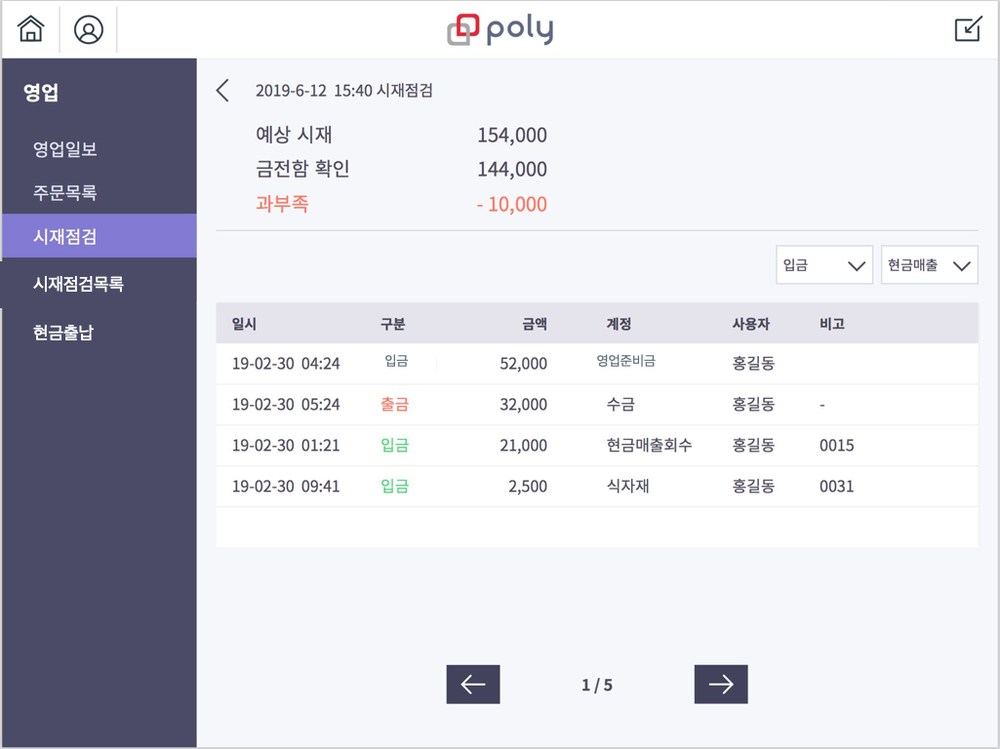 poly
영업
영업일보
주문목록
시재점검
시재점검목록
현금출납
2019-6-12 15:40 시재점검
예상 시재 154,000
금전함 확인 144,000
과부족 - 10,000
입금 현금매출
일시 구분 금액 계정 사용자 비고
19-02-30 04:24 입금 52,000 영업준비금 홍길동
19-02-30 05:24 출금 32,000 수금 홍길동 -
19-02-30 01:21 입금 21,000 현금매출회수 홍길동 0015
19-02-30 09:41 입금 2,500 식자재 홍길동 0031
1 / 5